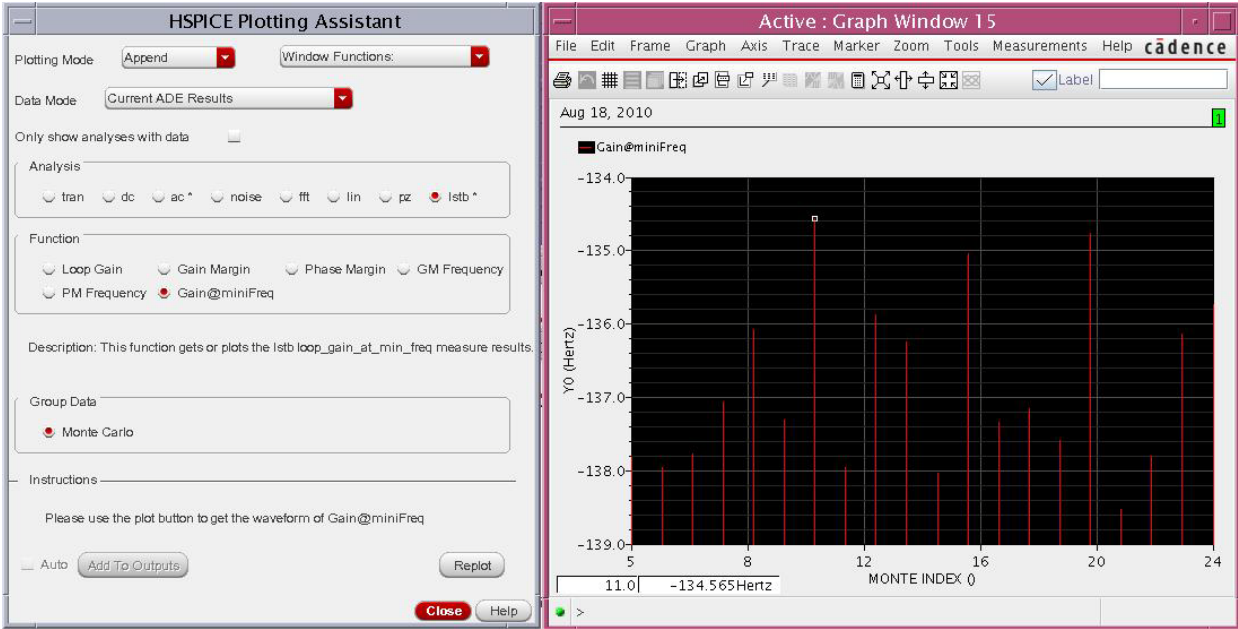 HSPICE Plotting Assistant
Plotting Mode Append Window Functions:
Data Mode Current ADE Results
Only show analyses with data
Analysis
tran dc ac * noise fft lin pz lstb *
Function
Loop Gain Gain Margin Phase Margin GM Frequency
PM Frequency Gain@miniFreq
Description: This function gets or plots the lstb loop_gain_at_min_freq measure results.
Group Data
Monte Carlo
Instructions
Please use the plot button to get the waveform of Gain@miniFreq
Auto Add To Outputs Replot
Close Help
Active : Graph Window 15
File Edit Frame Graph Axis Trace Marker Zoom Tools Measurements Help cādence
Label
Aug 18, 2010 1
Gain@miniFreq
-134.0
-135.0
-136.0
-137.0
-138.0
-139.0
Y0 (Hertz)
5 8 12 16 20 24
MONTE INDEX ()
11.0 -134.565Hertz
>